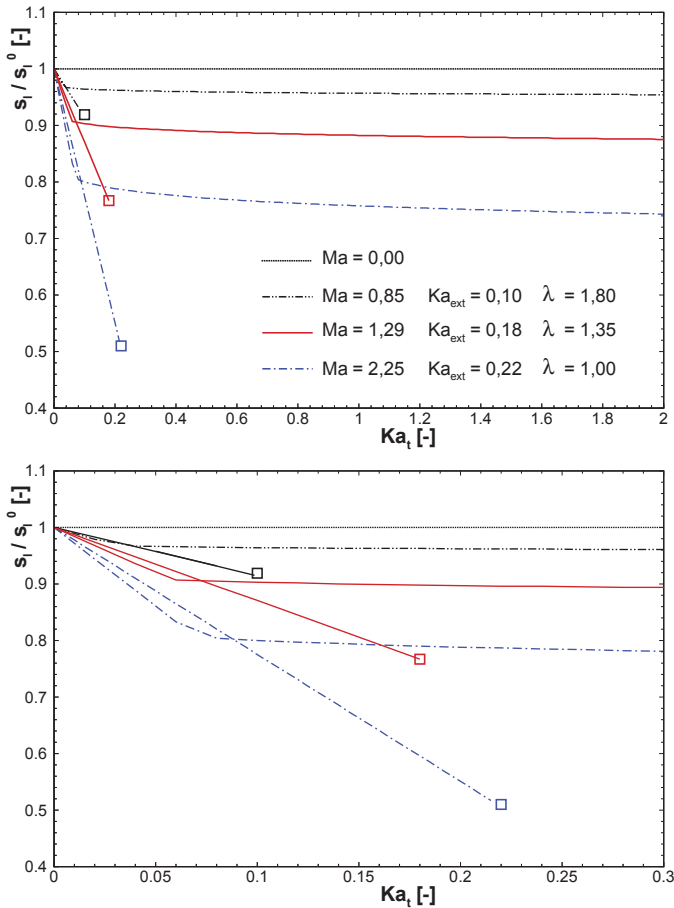 1.1
s_l / s_l^0 [-]
1
0.9
0.8
0.7
0.6
0.5
0.4
Ma = 0,00
Ma = 0,85 Ka_ext = 0,10 λ = 1,80
Ma = 1,29 Ka_ext = 0,18 λ = 1,35
Ma = 2,25 Ka_ext = 0,22 λ = 1,00
0 0.2 0.4 0.6 0.8 1 1.2 1.4 1.6 1.8 2
Ka_t [-]
1.1
s_l / s_l^0 [-]
1
0.9
0.8
0.7
0.6
0.5
0.4
0 0.05 0.1 0.15 0.2 0.25 0.3
Ka_t [-]